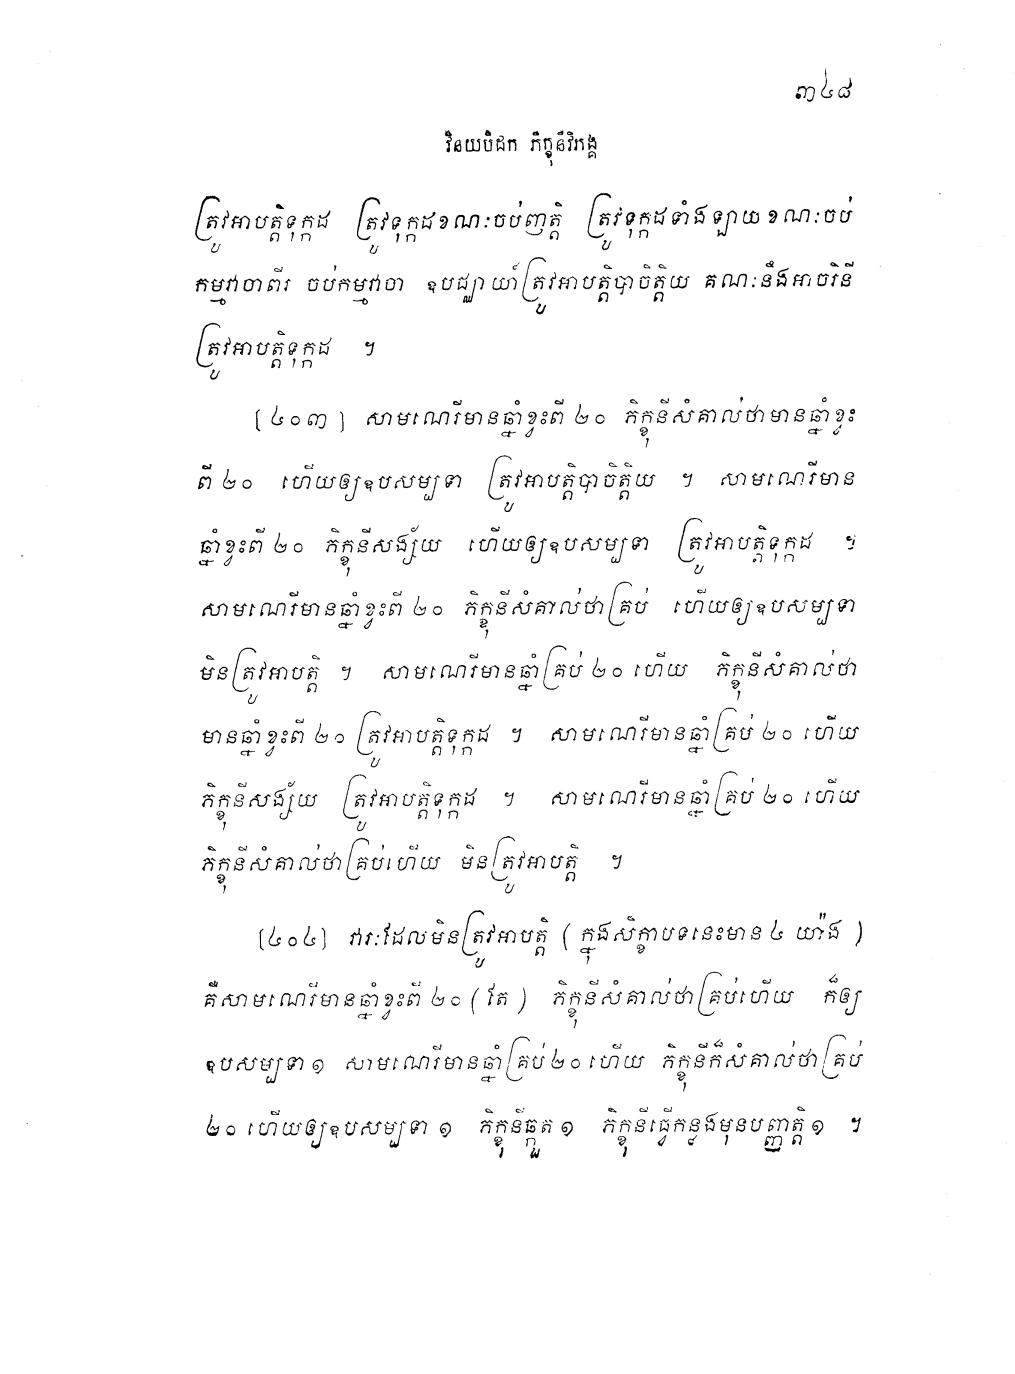 ៣៤៨
វិនយបិដក ភិក្ខុនីវិភង្គ
ត្រូវអាបត្តិទុក្កដ ត្រូវទុក្កដខណៈចប់ញត្តិ ត្រូវទុក្កដទាំងឡាយខណៈចប់
កម្មវាចាពីរ ចប់កម្មវាចា ឧបជ្ឈាយ៍ត្រូវអាបត្តិបាចិត្តិយ គណៈនឹងអាចរិនី
ត្រូវអាបត្តិទុក្កដ ។
[៤០៣] សាមណេរីមានឆ្នាំខ្វះពី ២០ ភិក្ខុនីសំគាល់ថាមានឆ្នាំខ្វះ
ពី ២០ ហើយឲ្យឧបសម្បទា ត្រូវអាបត្តិបាចិត្តិយ ។ សាមណេរីមាន
ឆ្នាំខ្វះពី ២០ ភិក្ខុនីសង្ស័យ ហើយឲ្យឧបសម្បទា ត្រូវអាបត្តិទុក្កដ ។
សាមណេរីមានឆ្នាំខ្វះពី ២០ ភិក្ខុនីសំគាល់ថាគ្រប់ ហើយឲ្យឧបសម្បទា
មិនត្រូវអាបត្តិ ។ សាមណេរីមានឆ្នាំគ្រប់ ២០ ហើយ ភិក្ខុនីសំគាល់ថា
មានឆ្នាំខ្វះពី ២០ ត្រូវអាបត្តិទុក្កដ ។ សាមណេរីមានឆ្នាំគ្រប់ ២០ ហើយ
ភិក្ខុនីសង្ស័យ ត្រូវអាបត្តិទុក្កដ ។ សាមណេរីមានឆ្នាំគ្រប់ ២០ ហើយ
ភិក្ខុនីសំគាល់ថាគ្រប់ហើយ មិនត្រូវអាបត្តិ ។
[៤០៤] វារៈដែលមិនត្រូវអាបត្តិ ( ក្នុងសិក្ខាបទនេះមាន ៤ យ៉ាង )
គឺសាមណេរីមានឆ្នាំខ្វះពី ២០ ( តែ ) ភិក្ខុនីសំគាល់ថាគ្រប់ហើយ ក៏ឲ្យ
ឧបសម្បទា ១ សាមណេរីមានឆ្នាំគ្រប់ ២០ ហើយ ភិក្ខុនីក៏សំគាល់ថាគ្រប់
២០ ហើយឲ្យឧបសម្បទា ១ ភិក្ខុនីឆ្កួត ១ ភិក្ខុនីធ្វើកន្លងមុនបញ្ញត្តិ ១ ។